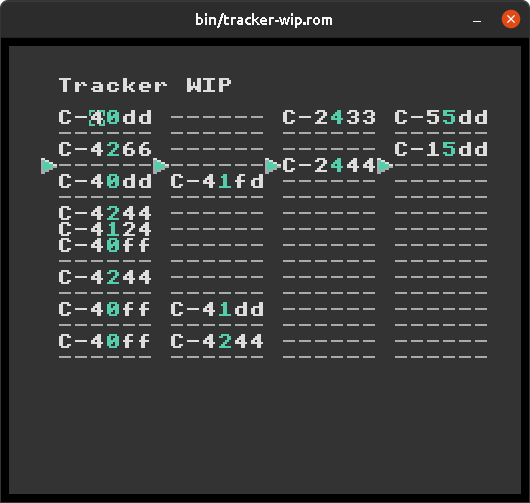 bin/tracker-wip.rom
Tracker WIP
C-40dd ------ C-2433 C-55dd
------ ------ ------ ------
C-4266 ------ ------ C-15dd
------ ------ C-2444 ------
C-40dd C-41fd ------ ------
------ ------ ------ ------
C-4244 ------ ------ ------
C-4124 ------ ------ ------
C-40ff ------ ------ ------
------ ------ ------ ------
C-4244 ------ ------ ------
------ ------ ------ ------
C-40ff C-41dd ------ ------
------ ------ ------ ------
C-40ff C-4244 ------ ------
------ ------ ------ ------